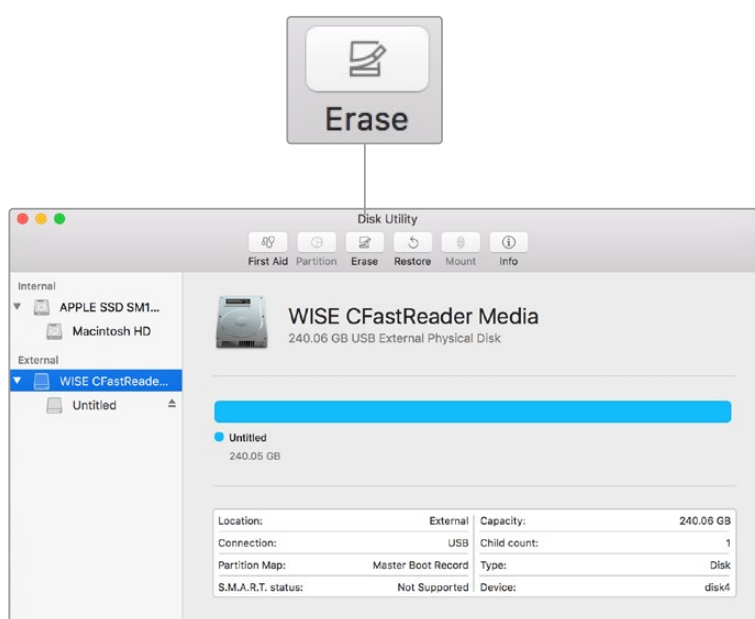 Erase
Disk Utility
First Aid Partition Erase Restore Mount Info
Internal
APPLE SSD SM1...
Macintosh HD
External
WISE CFastReade...
Untitled
WISE CFastReader Media
240.06 GB USB External Physical Disk
Untitled
240.05 GB
Location: External Capacity: 240.06 GB
Connection: USB Child count: 1
Partition Map: Master Boot Record Type: Disk
S.M.A.R.T. status: Not Supported Device: disk4